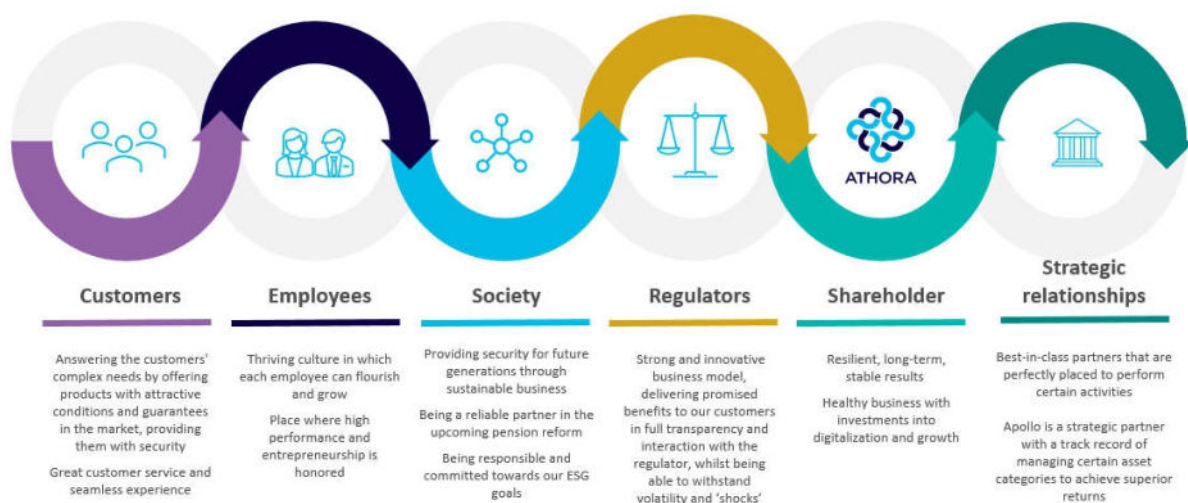 ATHORA
Customers
Answering the customers'
complex needs by offering
products with attractive
conditions and guarantees
in the market, providing
them with security
Great customer service and
seamless experience
Employees
Thriving culture in which
each employee can flourish
and grow
Place where high
performance and
entrepreneurship is
honored
Society
Providing security for future
generations through
sustainable business
Being a reliable partner in the
upcoming pension reform
Being responsible and
committed towards our ESG
goals
Regulators
Strong and innovative
business model,
delivering promised
benefits to our customers
in full transparency and
interaction with the
regulator, whilst being
able to withstand
volatility and ‘shocks’
Shareholder
Resilient, long-term,
stable results
Healthy business with
investments into
digitalization and growth
Strategic
relationships
Best-in-class partners that are
perfectly placed to perform
certain activities
Apollo is a strategic partner
with a track record of
managing certain asset
categories to achieve superior
returns